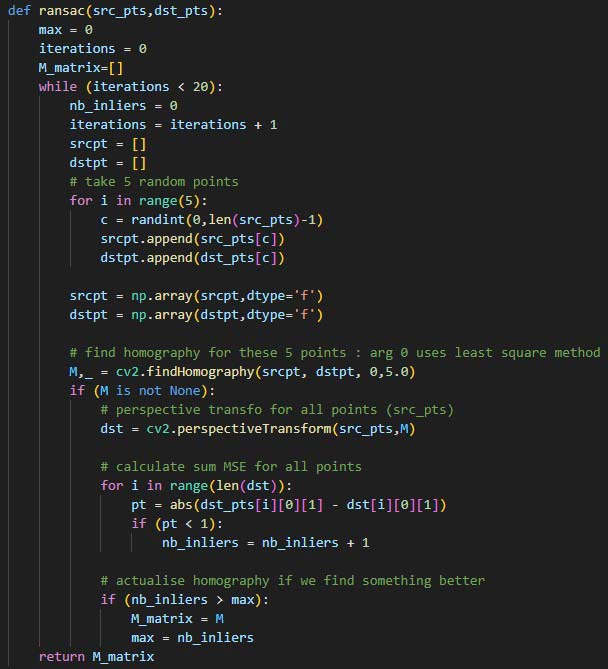 def ransac(src_pts,dst_pts):
    max = 0
    iterations = 0
    M_matrix=[]
    while (iterations < 20):
        nb_inliers = 0
        iterations = iterations + 1
        srcpt = []
        dstpt = []
        # take 5 random points
        for i in range(5):
            c = randint(0,len(src_pts)-1)
            srcpt.append(src_pts[c])
            dstpt.append(dst_pts[c])

        srcpt = np.array(srcpt,dtype='f')
        dstpt = np.array(dstpt,dtype='f')

        # find homography for these 5 points : arg 0 uses least square method
        M,_ = cv2.findHomography(srcpt, dstpt, 0,5.0)
        if (M is not None):
            # perspective transfo for all points (src_pts)
            dst = cv2.perspectiveTransform(src_pts,M)

            # calculate sum MSE for all points
            for i in range(len(dst)):
                pt = abs(dst_pts[i][0][1] - dst[i][0][1])
                if (pt < 1):
                    nb_inliers = nb_inliers + 1

            # actualise homography if we find something better
            if (nb_inliers > max):
                M_matrix = M
                max = nb_inliers
    return M_matrix